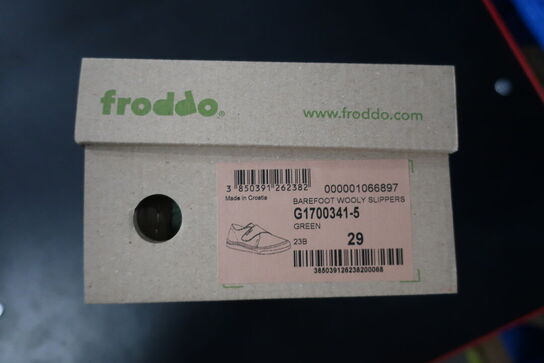 froddo®
www.froddo.com
3 850391 262382
000001066897
Made in Croatia
BAREFOOT WOOLY SLIPPERS
G1700341-5
GREEN
23B
29
385039126238200068